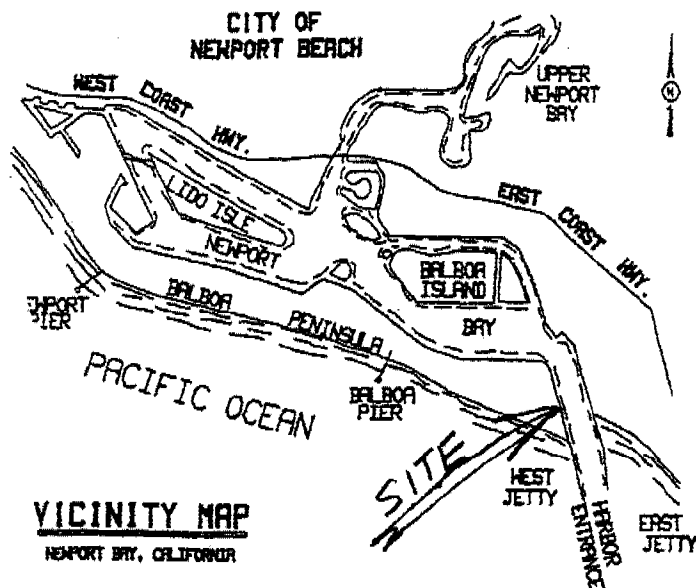 CITY OF
NEWPORT BEACH
WEST COAST HWY.
UPPER
NEWPORT
BAY
N
LIDO ISLE
EAST COAST HWY.
NEWPORT
BALBOA
ISLAND
BAY
EWPORT
PIER
BALBOA PENINSULA
PACIFIC OCEAN
BALBOA
PIER
SITE
WEST
JETTY
HARBOR
ENTRANCE
EAST
JETTY
VICINITY MAP
NEWPORT BAY, CALIFORNIA